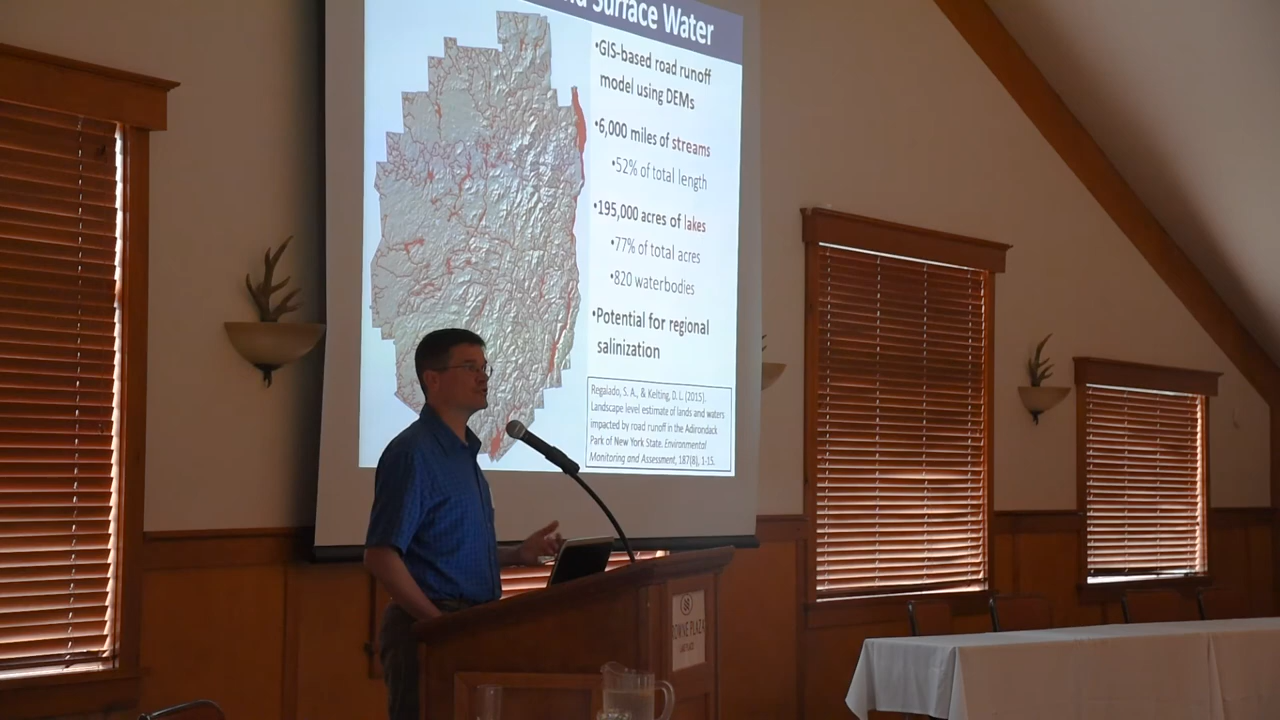 Surface Water
•GIS-based road runoff
model using DEMs
•6,000 miles of streams
•52% of total length
•195,000 acres of lakes
•77% of total acres
•820 waterbodies
•Potential for regional
salinization
Regalado, S. A., & Kelting, D. L. (2015).
Landscape level estimate of lands and waters
impacted by road runoff in the Adirondack
Park of New York State. Environmental
Monitoring and Assessment, 187(8), 1-15.
PLAZA